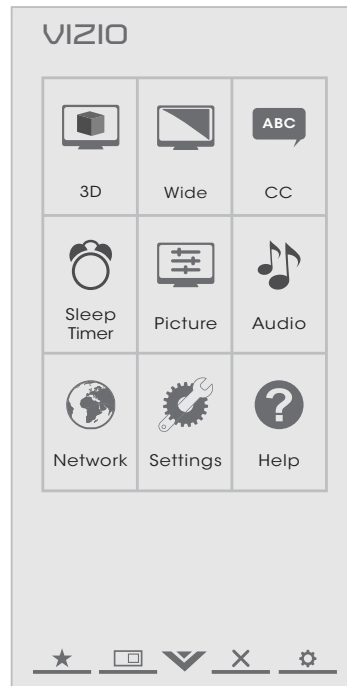 VIZIO
ABC
3D
Wide
CC
Sleep
Timer
Picture
Audio
Network
Settings
Help